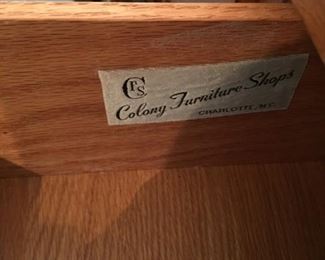 CFS
Colony Furniture Shops
CHARLOTTE, N.C.